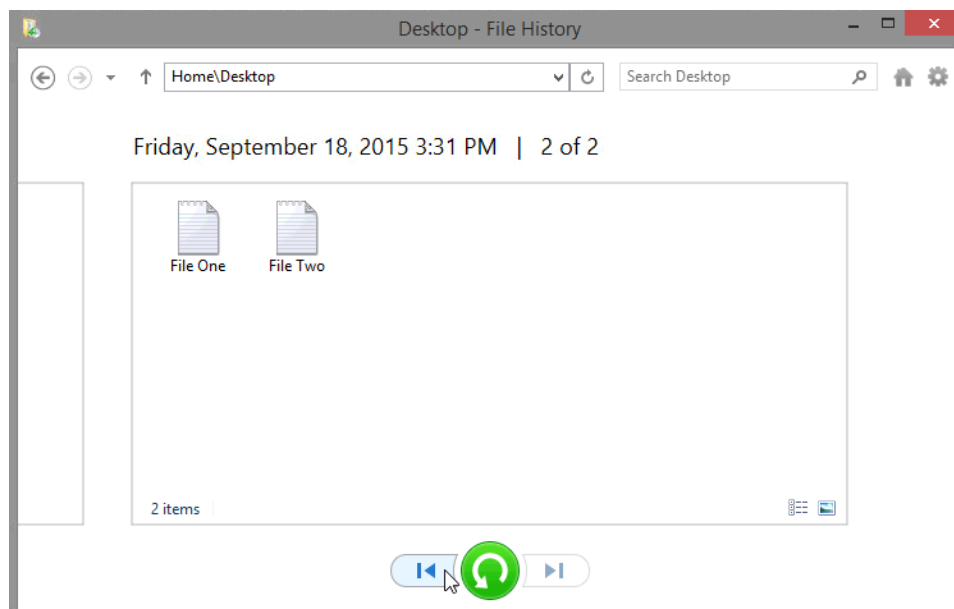 Desktop - File History
Home\Desktop
Search Desktop
Friday, September 18, 2015 3:31 PM | 2 of 2
File One
File Two
2 items